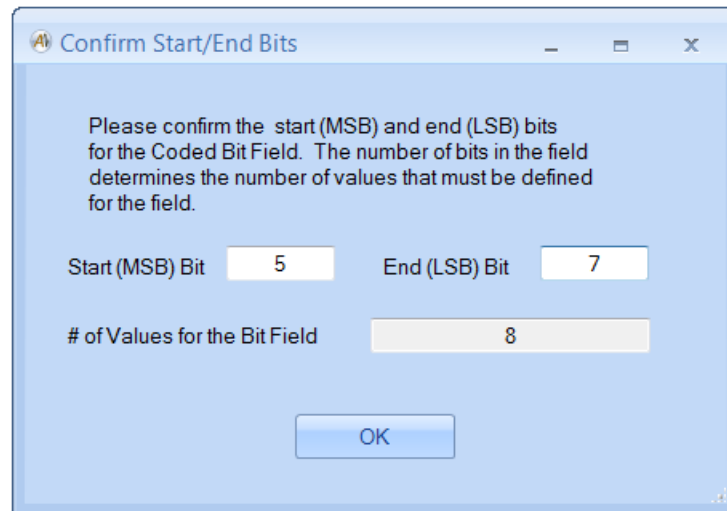 Confirm Start/End Bits
Please confirm the start (MSB) and end (LSB) bits
for the Coded Bit Field. The number of bits in the field
determines the number of values that must be defined
for the field.
Start (MSB) Bit 5 End (LSB) Bit 7
# of Values for the Bit Field 8
OK